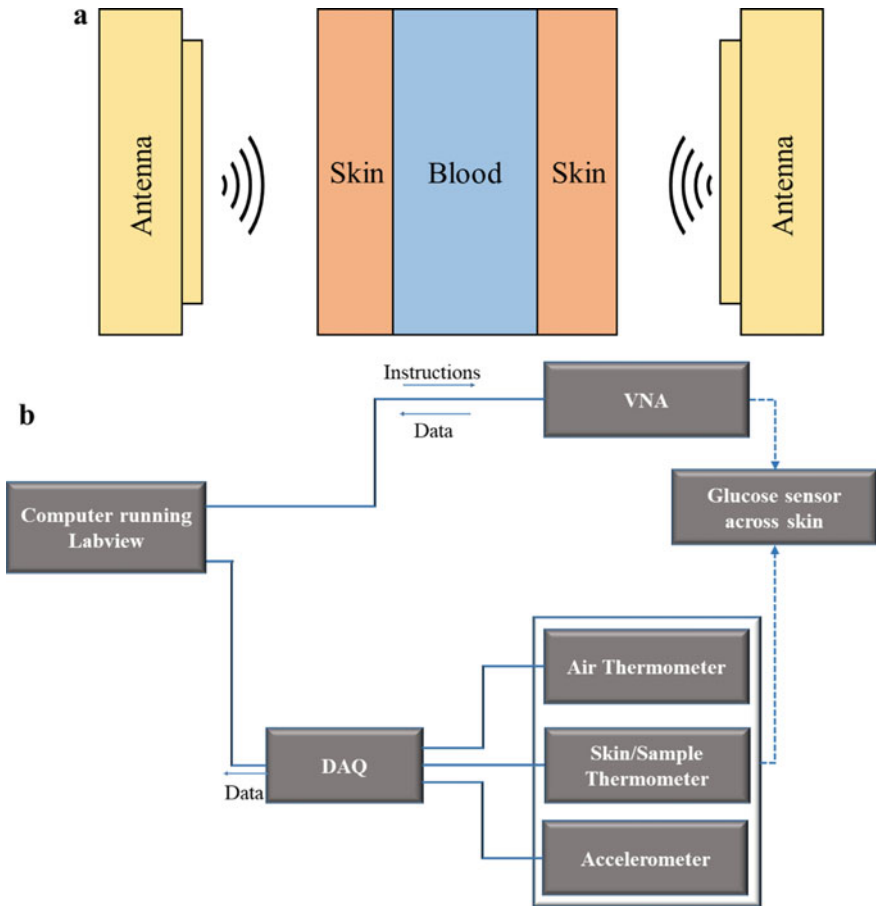 a
Antenna
Skin
Blood
Skin
Antenna
b
Instructions
Data
VNA
Computer running
Labview
Glucose sensor
across skin
Air Thermometer
DAQ
Data
Skin/Sample
Thermometer
Accelerometer